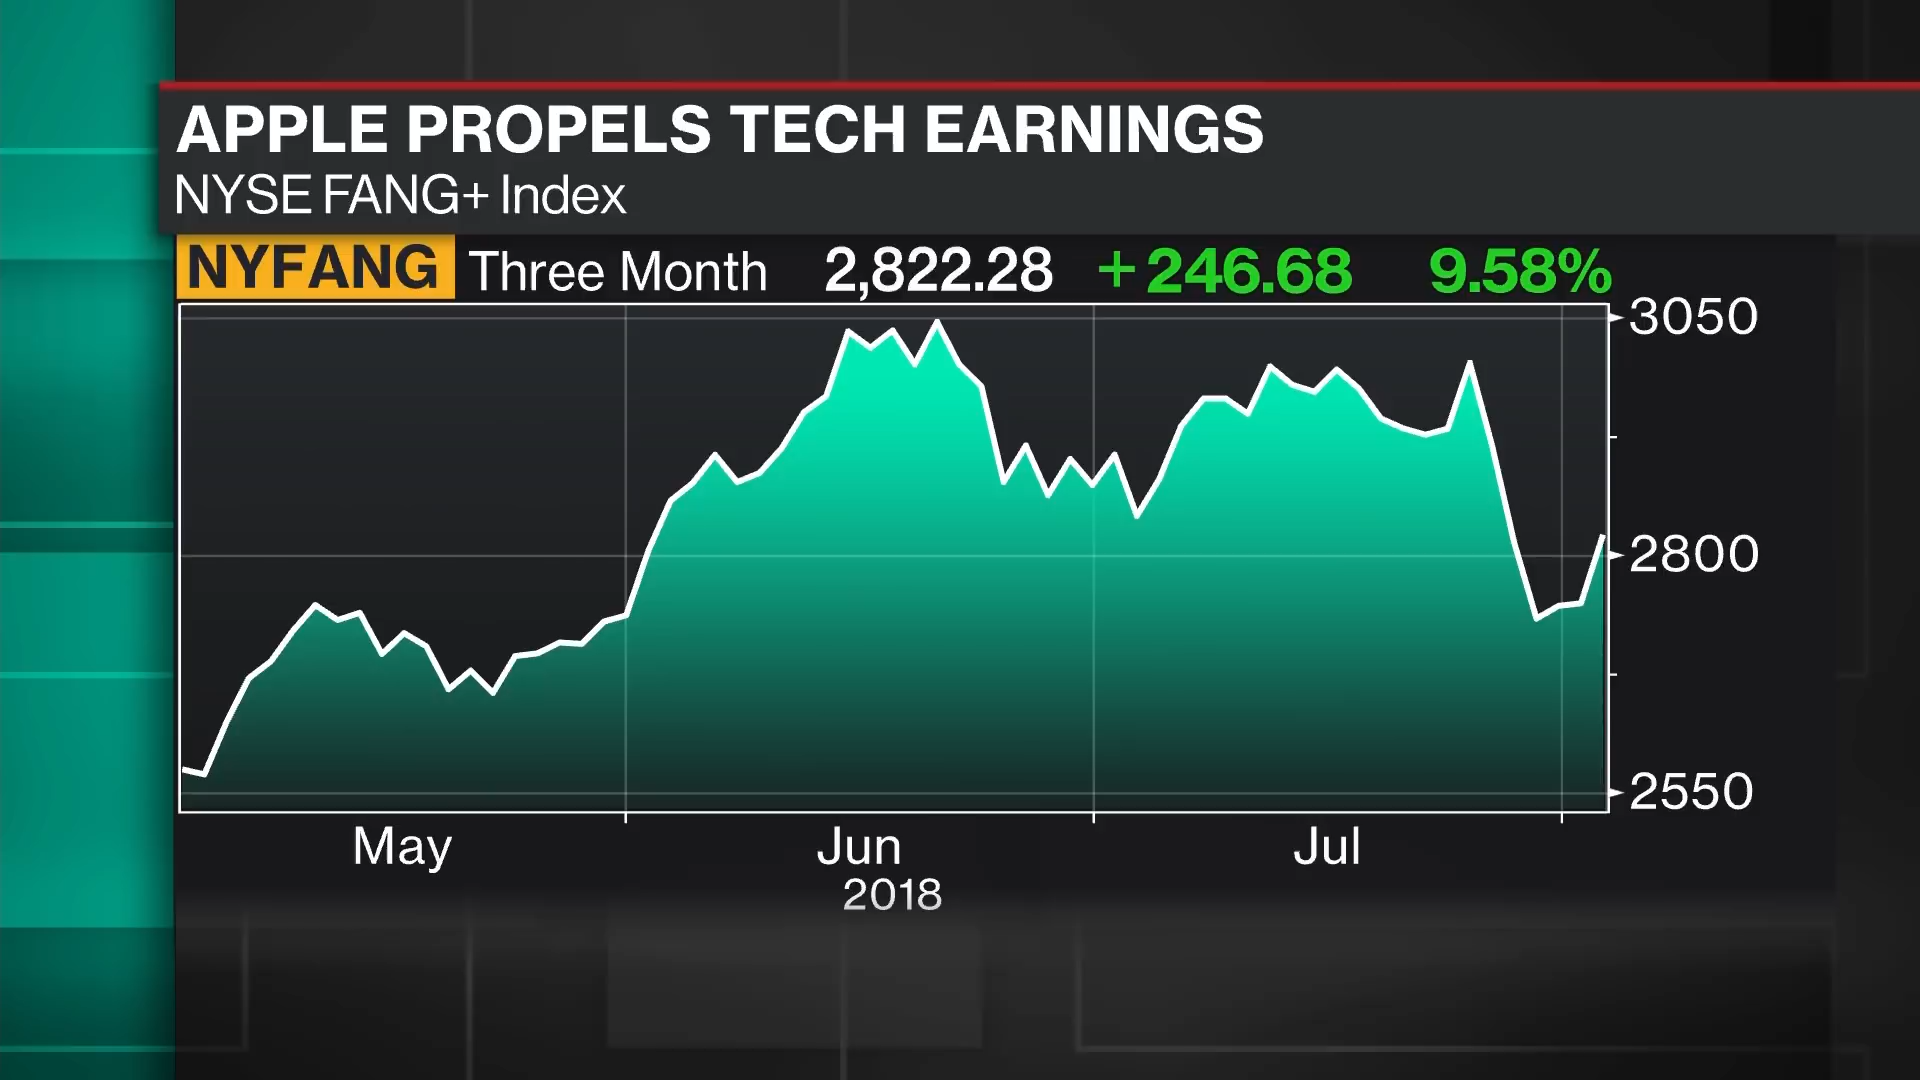 APPLE PROPELS TECH EARNINGS
NYSE FANG+ Index
NYFANG Three Month 2,822.28 +246.68 9.58%
3050
2800
2550
May Jun Jul
2018